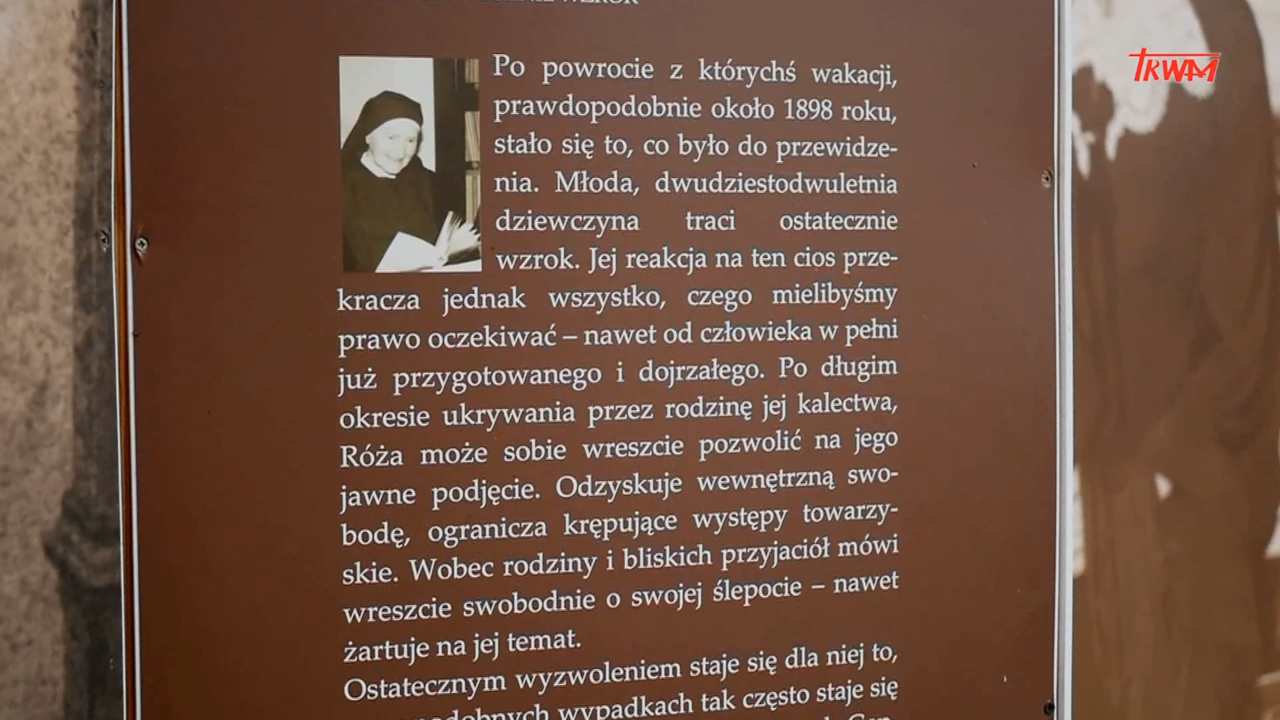 WZROK
TRWAM
Po powrocie z którychś wakacji,
prawdopodobnie około 1898 roku,
stało się to, co było do przewidze-
nia. Młoda, dwudziestodwuletnia
dziewczyna traci ostatecznie
wzrok. Jej reakcja na ten cios prze-
kracza jednak wszystko, czego mielibyśmy
prawo oczekiwać – nawet od człowieka w pełni
już przygotowanego i dojrzałego. Po długim
okresie ukrywania przez rodzinę jej kalectwa,
Róża może sobie wreszcie pozwolić na jego
jawne podjęcie. Odzyskuje wewnętrzną swo-
bodę, ogranicza krępujące występy towarzy-
skie. Wobec rodziny i bliskich przyjaciół mówi
wreszcie swobodnie o swojej ślepocie – nawet
żartuje na jej temat.
Ostatecznym wyzwoleniem staje się dla niej to,
wypadkach tak często staje się